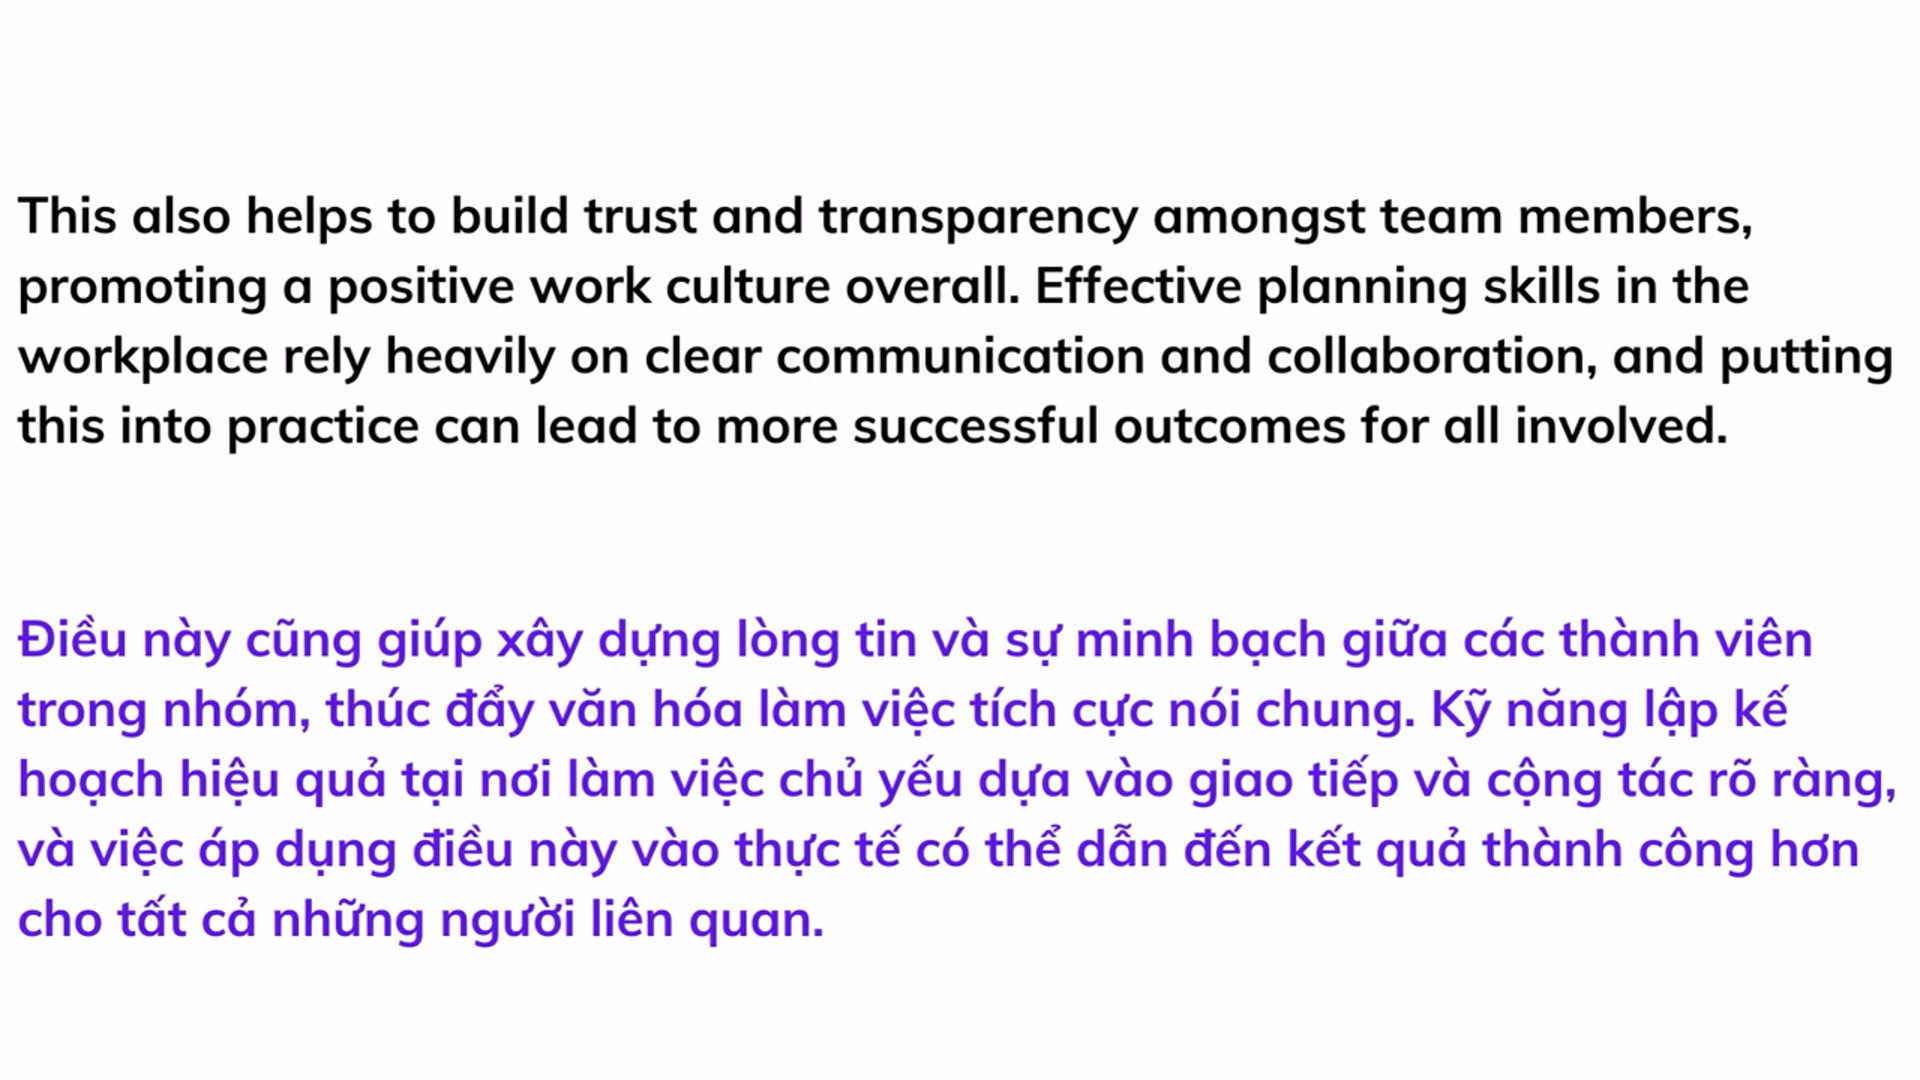 This also helps to build trust and transparency amongst team members,
promoting a positive work culture overall. Effective planning skills in the
workplace rely heavily on clear communication and collaboration, and putting
this into practice can lead to more successful outcomes for all involved.
Điều này cũng giúp xây dựng lòng tin và sự minh bạch giữa các thành viên
trong nhóm, thúc đẩy văn hóa làm việc tích cực nói chung. Kỹ năng lập kế
hoạch hiệu quả tại nơi làm việc chủ yếu dựa vào giao tiếp và cộng tác rõ ràng,
và việc áp dụng điều này vào thực tế có thể dẫn đến kết quả thành công hơn
cho tất cả những người liên quan.